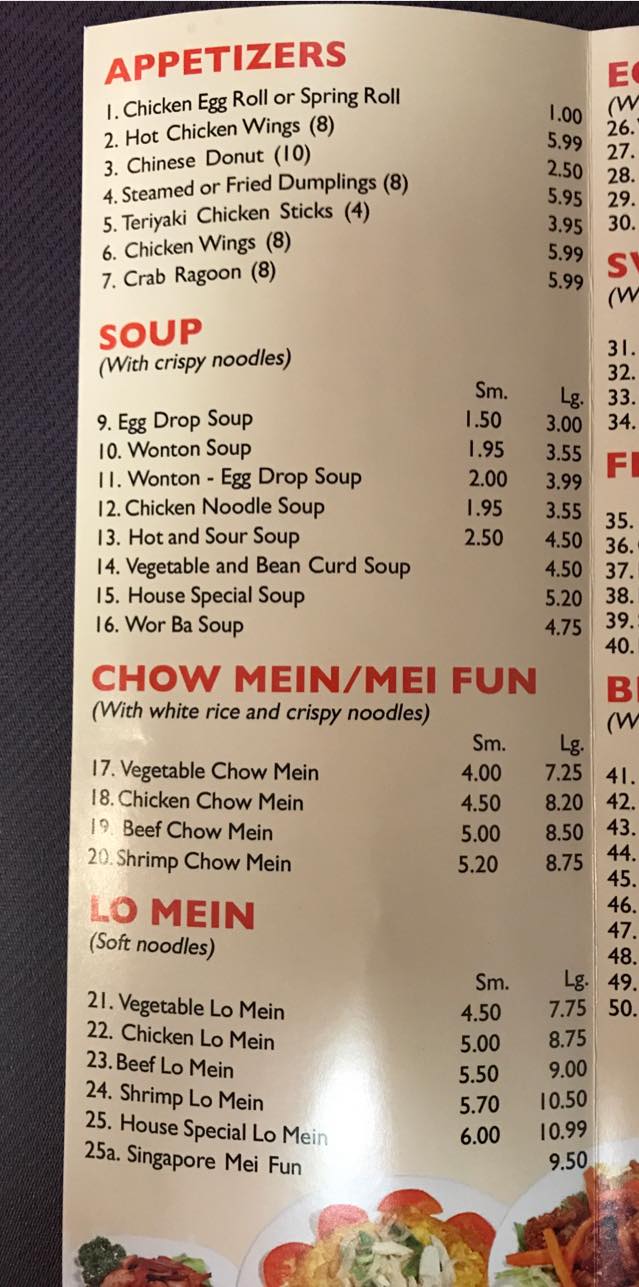 APPETIZERS
1. Chicken Egg Roll or Spring Roll 1.00
2. Hot Chicken Wings (8) 5.99
3. Chinese Donut (10) 2.50
4. Steamed or Fried Dumplings (8) 5.95
5. Teriyaki Chicken Sticks (4) 3.95
6. Chicken Wings (8) 5.99
7. Crab Ragoon (8) 5.99
SOUP
(With crispy noodles)
Sm. Lg.
9. Egg Drop Soup 1.50 3.00
10. Wonton Soup 1.95 3.55
11. Wonton - Egg Drop Soup 2.00 3.99
12. Chicken Noodle Soup 1.95 3.55
13. Hot and Sour Soup 2.50 4.50
14. Vegetable and Bean Curd Soup 4.50
15. House Special Soup 5.20
16. Wor Ba Soup 4.75
CHOW MEIN/MEI FUN
(With white rice and crispy noodles)
Sm. Lg.
17. Vegetable Chow Mein 4.00 7.25
18. Chicken Chow Mein 4.50 8.20
19. Beef Chow Mein 5.00 8.50
20. Shrimp Chow Mein 5.20 8.75
LO MEIN
(Soft noodles)
Sm. Lg.
21. Vegetable Lo Mein 4.50 7.75
22. Chicken Lo Mein 5.00 8.75
23. Beef Lo Mein 5.50 9.00
24. Shrimp Lo Mein 5.70 10.50
25. House Special Lo Mein 6.00 10.99
25a. Singapore Mei Fun 9.50
26.
27.
28.
29.
30.
31.
32.
33.
34.
35.
36.
37.
38.
39.
40.
41.
42.
43.
44.
45.
46.
47.
48.
49.
50.